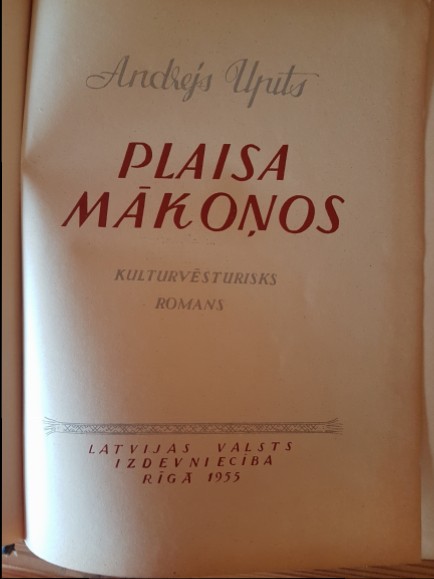 Andrejs Upīts
PLAISA
MĀKOŅOS
KULTURVĒSTURISKS
ROMANS
LATVIJAS VALSTS
IZDEVNIECĪBA
RĪGĀ 1955